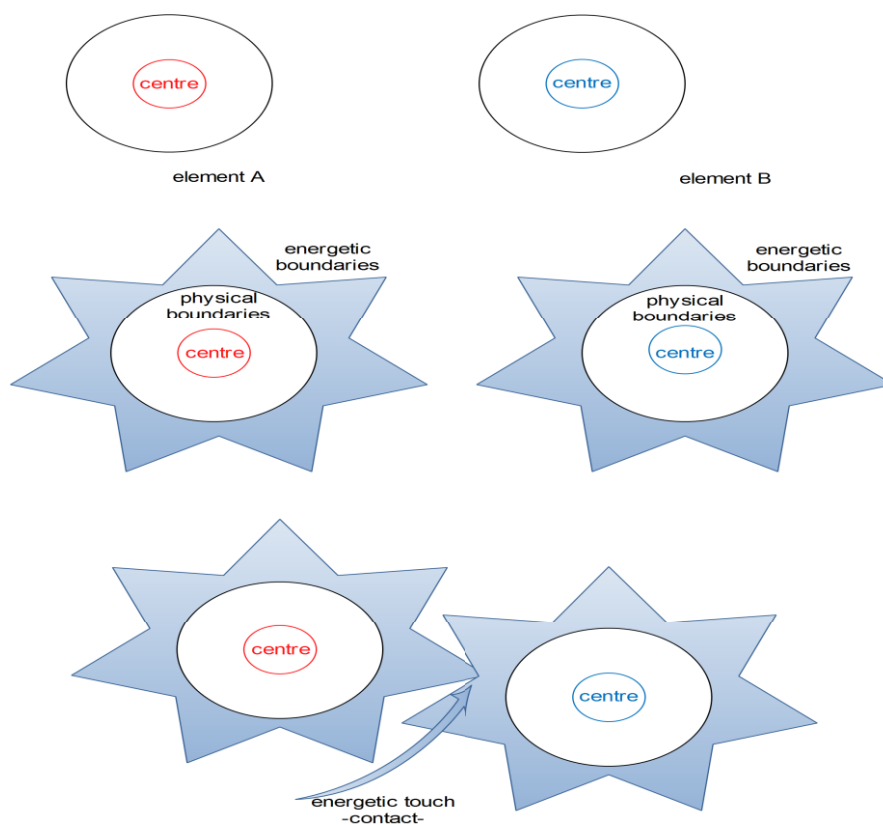 centre
centre
element A
element B
energetic
boundaries
energetic
boundaries
physical
boundaries
physical
boundaries
centre
centre
centre
centre
energetic touch
-contact-